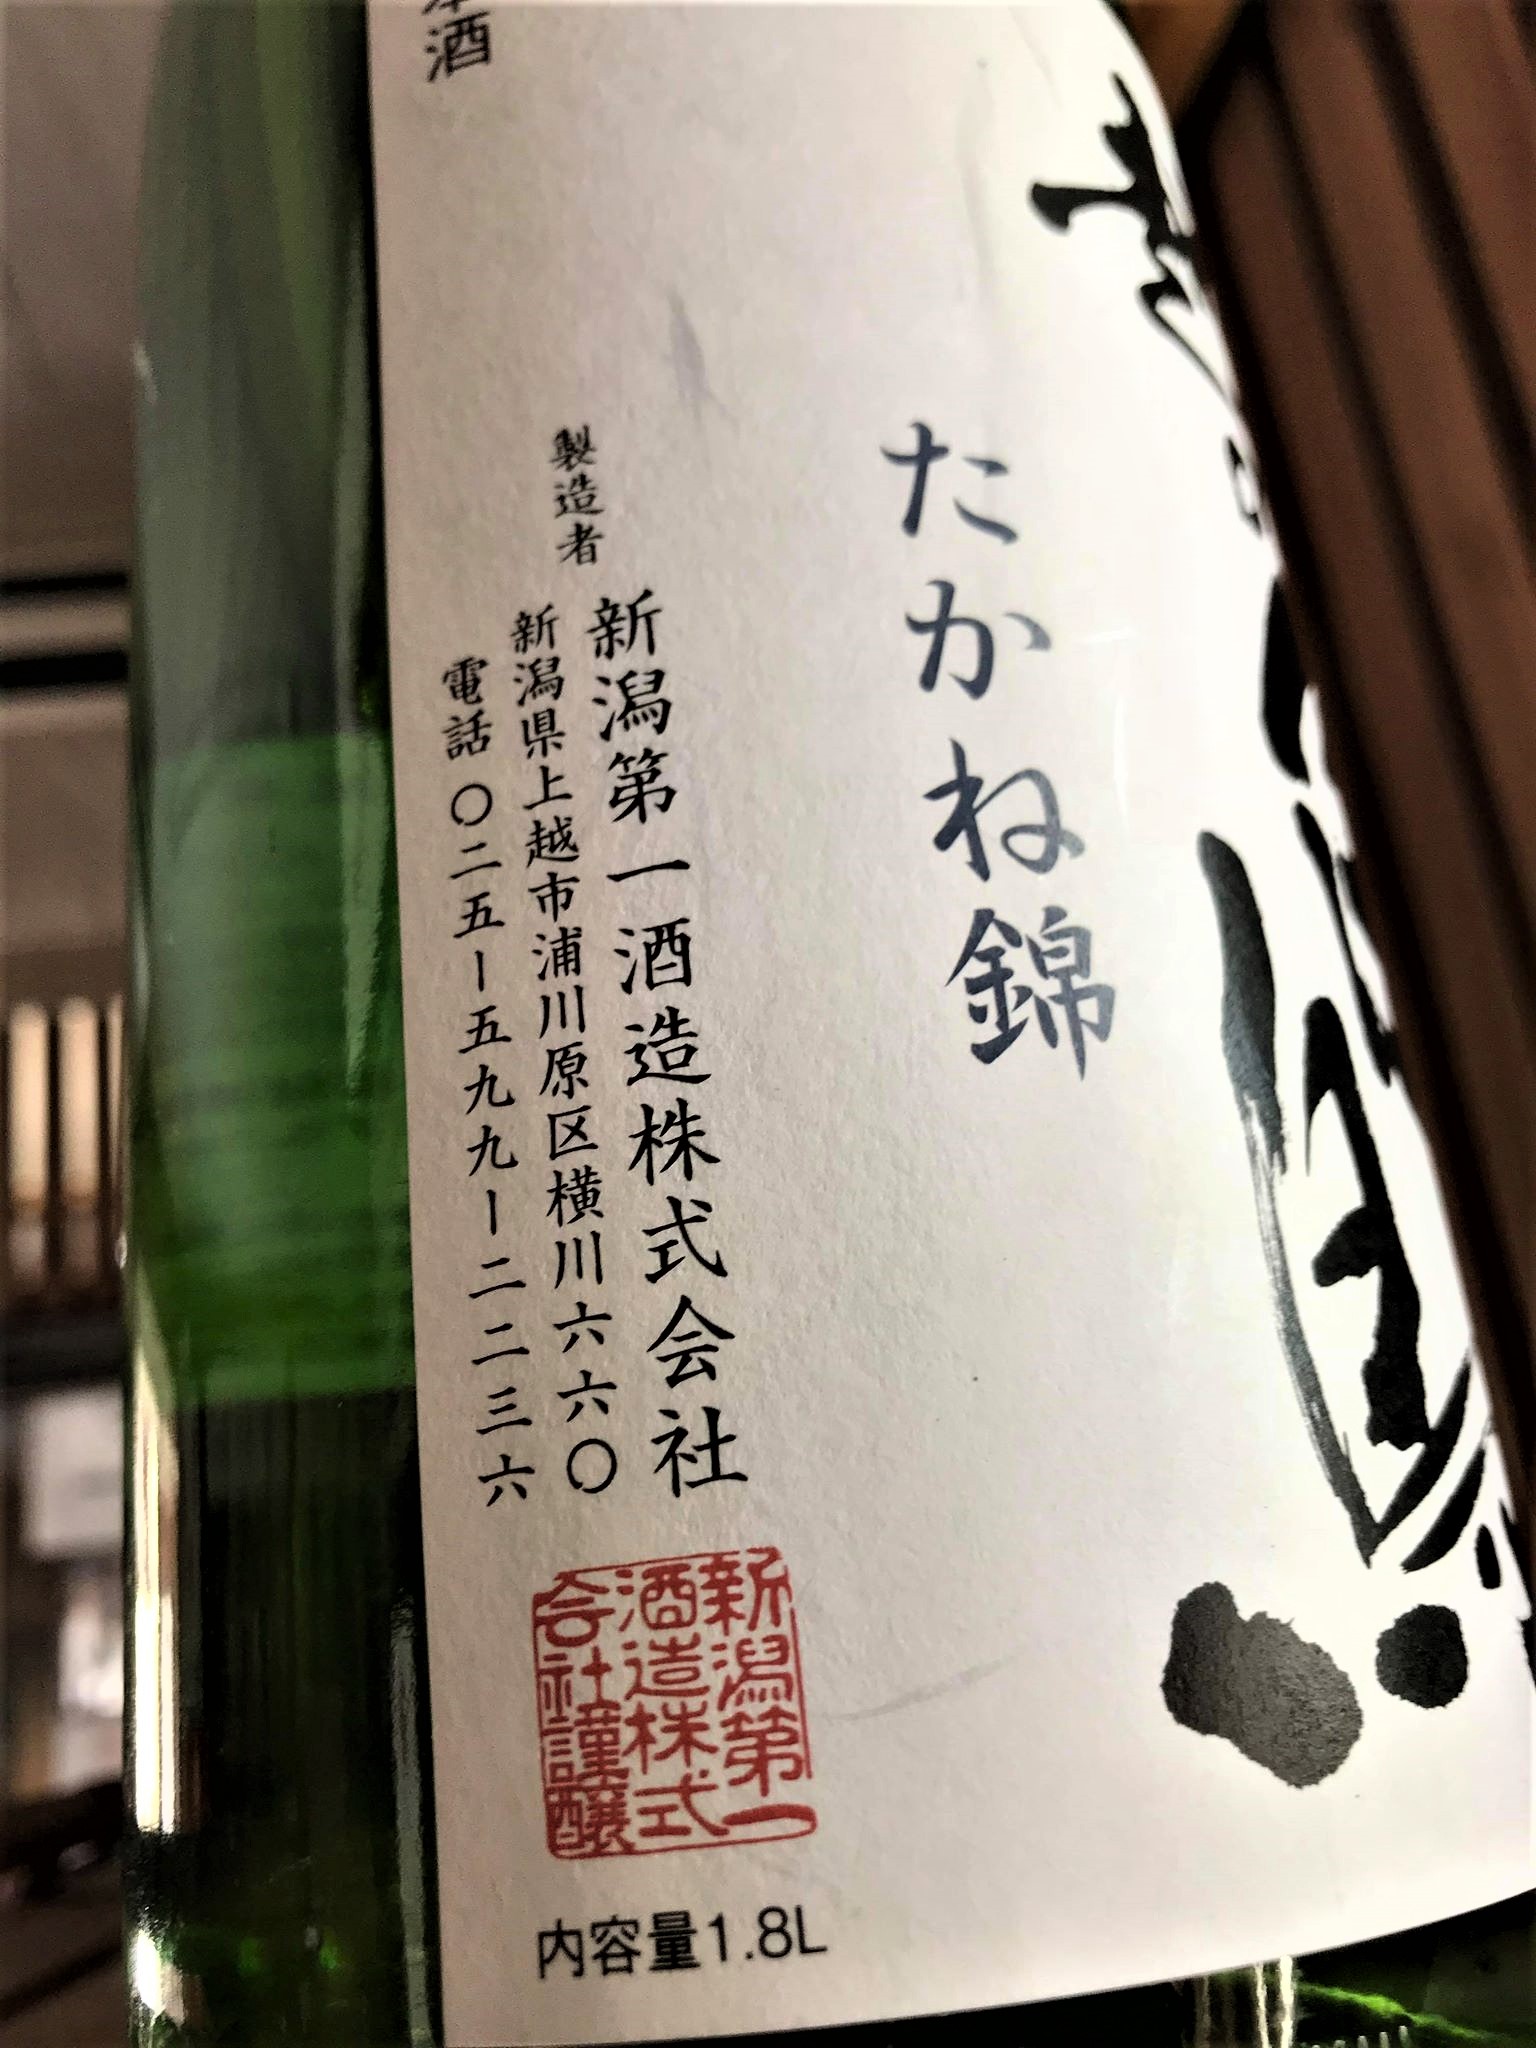 たかね錦
製造者 新潟第一酒造株式会社
新潟県上越市浦川原区横川六六〇
電話 〇二五ー五九九ー二二三六
酒
新潟第一
酒造株式
会社謹醸
内容量1.8L